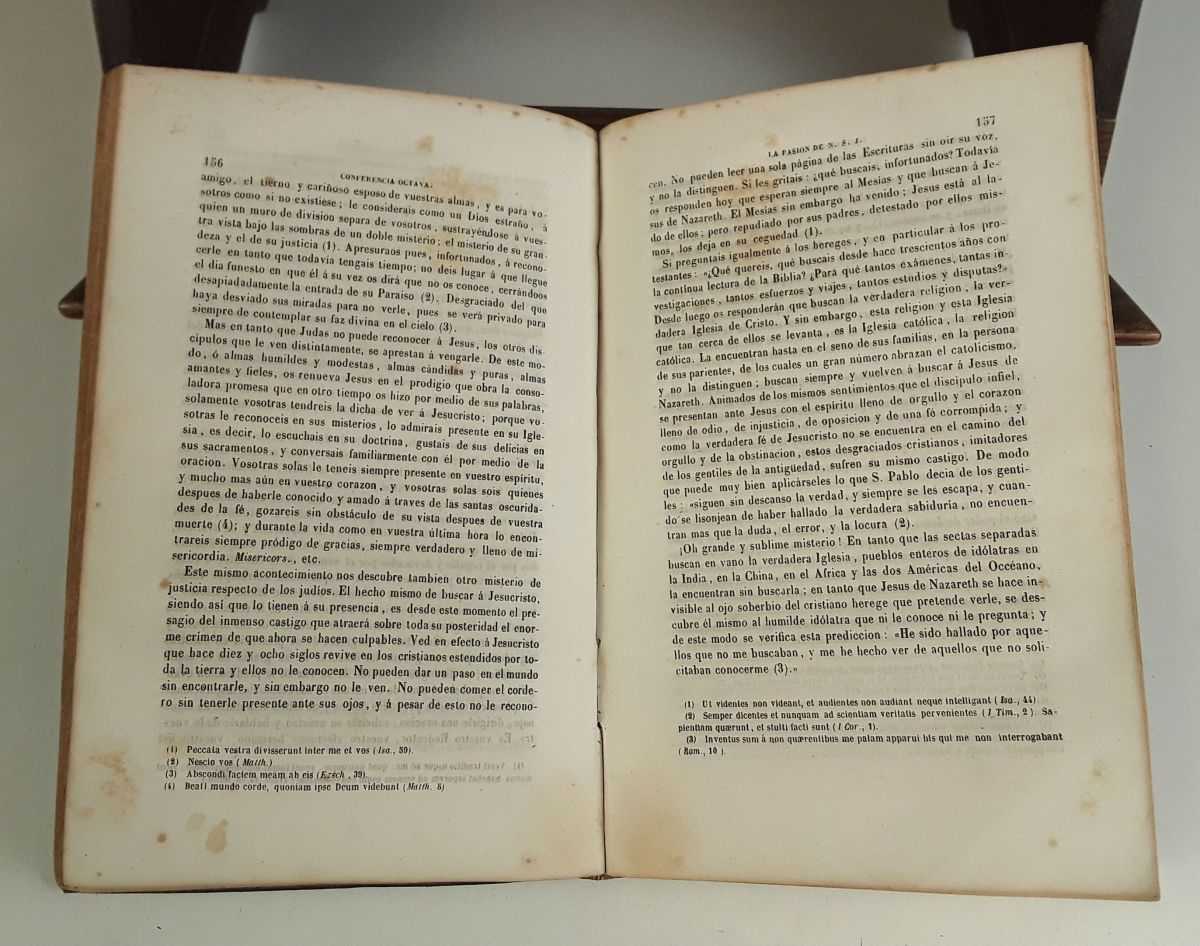 156
CONFERENCIA OCTAVA.
amigo, el tierno y cariñoso esposo de vuestras almas, y es para vo-
sotros como si no existiese; le considerais como un Dios estraño, á
quien un muro de division separa de vosotros, sustrayéndose á vues-
tra vista bajo las sombras de un doble misterio; el misterio de su gran-
deza y el de su justicia (1). Apresuraos pues, infortunados, á recono-
cerle en tanto que todavia tengais tiempo; no deis lugar á que llegue
el dia funesto en que él á su vez os dirá que no os conoce, cerrándoos
desapiadadamente la entrada de su Paraiso (2). Desgraciado del que
haya desviado sus miradas para no verle, pues se verá privado para
siempre de contemplar su faz divina en el cielo (3).
Mas en tanto que Judas no puede reconocer á Jesus, los otros dis-
cípulos que le ven distintamente, se aprestan á vengarle. De este mo-
do, ó almas humildes y modestas, almas cándidas y puras, almas
amantes y fieles, os renueva Jesus en el prodigio que obra la conso-
ladora promesa que en otro tiempo os hizo por medio de sus palabras,
solamente vosotras tendreis la dicha de ver á Jesucristo; porque vo-
sotras le reconoceis en sus misterios, lo admirais presente en su Igle-
sia, es decir, lo escuchais en su doctrina, gustais de sus delicias en
sus sacramentos, y conversais familiarmente con él por medio de la
oracion. Vosotras solas le teneis siempre presente en vuestro espíritu,
y mucho mas aún en vuestro corazon, y vosotras solas sois quienes
despues de haberle conocido y amado á traves de las santas oscurida-
des de la fé, gozareis sin obstáculo de su vista despues de vuestra
muerte (4); y durante la vida como en vuestra última hora lo encon-
trareis siempre pródigo de gracias, siempre verdadero y lleno de mi-
sericordia. Misericors., etc.
Este mismo acontecimiento nos descubre tambien otro misterio de
justicia respecto de los judíos. El hecho mismo de buscar á Jesucristo,
siendo así que lo tienen á su presencia, es desde este momento el pre-
sagio del inmenso castigo que atraerá sobre toda su posteridad el enor-
me crimen de que ahora se hacen culpables. Ved en efecto á Jesucristo
que hace diez y ocho siglos revive en los cristianos estendidos por to-
da la tierra y ellos no le conocen. No pueden dar un paso en el mundo
sin encontrarle, y sin embargo no le ven. No pueden comer el corde-
ro sin tenerle presente ante sus ojos, y á pesar de esto no le recono-
(1) Peccata vestra divisserunt inter me et vos (Isa., 59).
(2) Nescio vos (Matth.)
(3) Abscondi faciem meam ab eis (Ezéch., 39).
(4) Beati mundo corde, quoniam ipse Deum videbunt (Matth. 5)
157
LA PASION DE N. S. J.
cen. No pueden leer una sola página de las Escrituras sin oir su voz,
y no la distinguen. Si les gritais: ¿qué buscais, infortunados? Todavía
os responden hoy que esperan siempre al Mesías y que buscan á Je-
sus de Nazareth. El Mesías sin embargo ha venido; Jesus está al la-
do de ellos; pero repudiado por sus padres, detestado por ellos mis-
mos, los deja en su ceguedad (1).
Si preguntais igualmente á los hereges, y en particular á los pro-
testantes: «¿Qué quereis, qué buscais desde hace trescientos años con
la contínua lectura de la Biblia? ¿Pará qué tantos exámenes, tantas in-
vestigaciones, tantos esfuerzos y viajes, tantos estudios y disputas?»
Desde luego os responderán que buscan la verdadera religion, la ver-
dadera Iglesia de Cristo. Y sin embargo, esta religion y esta Iglesia
que tan cerca de ellos se levanta, es la Iglesia católica, la religion
católica. La encuentran hasta en el seno de sus familias, en la persona
de sus parientes, de los cuales un gran número abrazan el catolicismo,
y no la distinguen; buscan siempre y vuelven á buscar á Jesus de
Nazareth. Animados de los mismos sentimientos que el discípulo infiel,
se presentan ante Jesus con el espíritu lleno de orgullo y el corazon
lleno de odio, de injusticia, de oposicion y de una fé corrompida; y
como la verdadera fé de Jesucristo no se encuentra en el camino del
orgullo y de la obstinacion, estos desgraciados cristianos, imitadores
de los gentiles de la antigüedad, sufren su mismo castigo. De modo
que puede muy bien aplicárseles lo que S. Pablo decia de los genti-
les: «siguen sin descanso la verdad, y siempre se les escapa, y cuan-
do se lisonjean de haber hallado la verdadera sabiduria, no encuen-
tran mas que la duda, el error, y la locura (2).
¡Oh grande y sublime misterio! En tanto que las sectas separadas
buscan en vano la verdadera Iglesia, pueblos enteros de idólatras en
la India, en la China, en el Africa y las dos Américas del Occéano,
la encuentran sin buscarla; en tanto que Jesus de Nazareth se hace in-
visible al ojo soberbio del cristiano herege que pretende verle, se des-
cubre él mismo al humilde idólatra que ni le conoce ni le pregunta; y
de este modo se verifica esta prediccion: «He sido hallado por aque-
llos que no me buscaban, y me he hecho ver de aquellos que no soli-
citaban conocerme (3).»
(1) Ut videntes non videant, et audientes non audiant neque intelligant (Isa., 44).
(2) Semper dicentes et nunquam ad scientiam veritatis pervenientes (I Tim., 2). Sa-
pientiam quærunt, et stulti facti sunt (I Cor., 1).
(3) Inventus sum á non quærentibus me palam apparui his qui me non interrogabant
(Rom., 10).